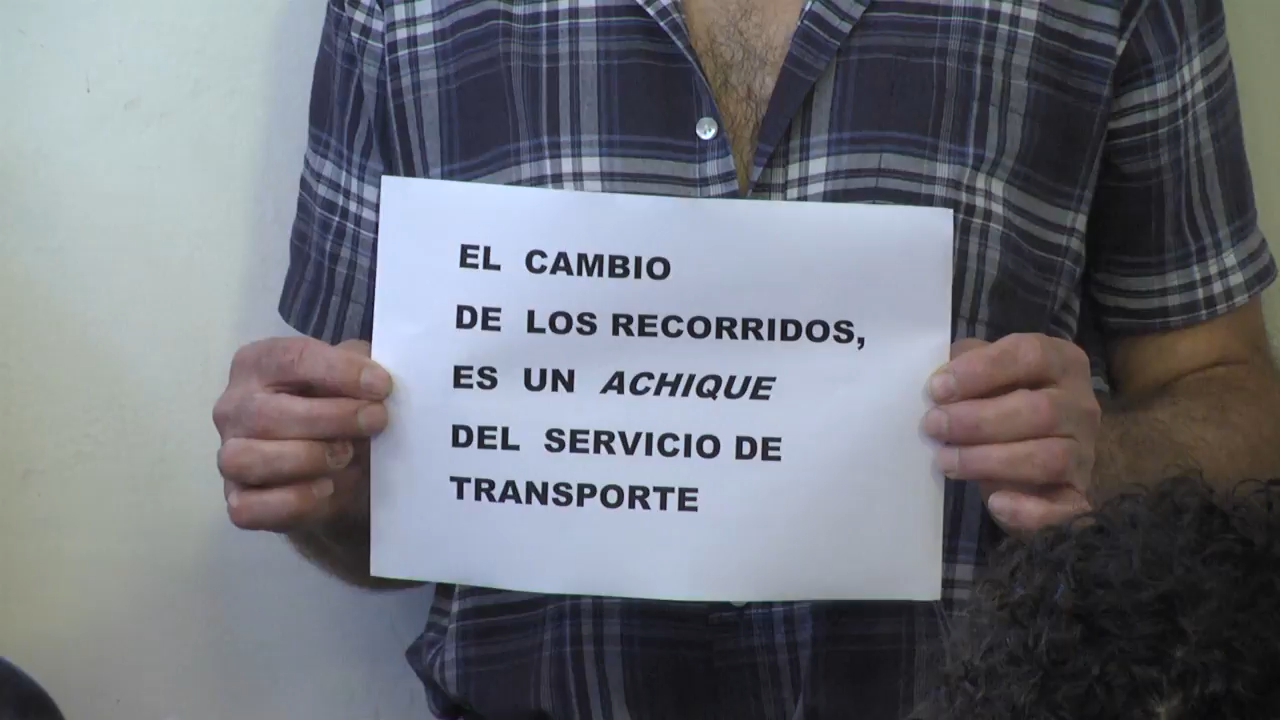 EL CAMBIO
DE LOS RECORRIDOS,
ES UN ACHIQUE
DEL SERVICIO DE
TRANSPORTE